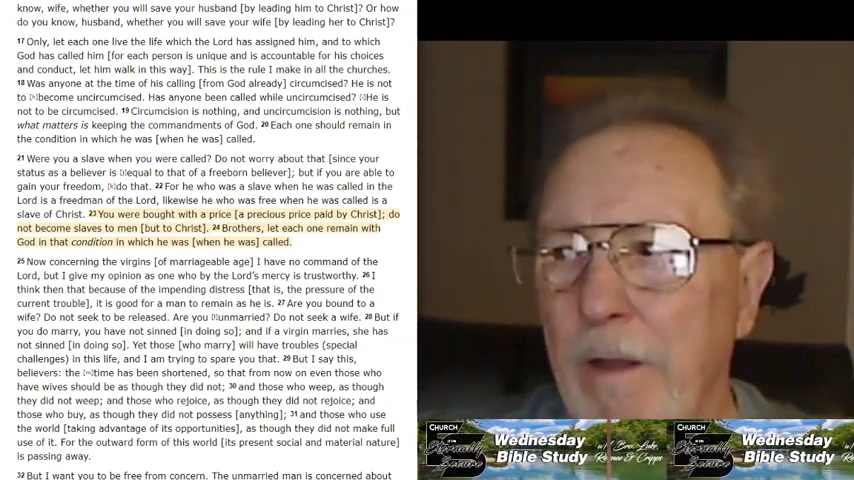 know, wife, whether you will save your husband [by leading him to Christ]? Or how
do you know, husband, whether you will save your wife [by leading her to Christ]?
17 Only, let each one live the life which the Lord has assigned him, and to which
God has called him [for each person is unique and is accountable for his choices
and conduct, let him walk in this way]. This is the rule I make in all the churches.
18 Was anyone at the time of his calling [from God already] circumcised? He is not
to become uncircumcised. Has anyone been called while uncircumcised? He is
not to be circumcised. 19 Circumcision is nothing, and uncircumcision is nothing, but
what matters is keeping the commandments of God. 20 Each one should remain in
the condition in which he was [when he was] called.
21 Were you a slave when you were called? Do not worry about that [since your
status as a believer is equal to that of a freeborn believer]; but if you are able to
gain your freedom, do that. 22 For he who was a slave when he was called in the
Lord is a freedman of the Lord, likewise he who was free when he was called is a
slave of Christ. 23 You were bought with a price [a precious price paid by Christ]; do
not become slaves to men [but to Christ]. 24 Brothers, let each one remain with
God in that condition in which he was [when he was] called.
25 Now concerning the virgins [of marriageable age] I have no command of the
Lord, but I give my opinion as one who by the Lord's mercy is trustworthy. 26 I
think then that because of the impending distress [that is, the pressure of the
current trouble], it is good for a man to remain as he is. 27 Are you bound to a
wife? Do not seek to be released. Are you unmarried? Do not seek a wife. 28 But if
you do marry, you have not sinned [in doing so]; and if a virgin marries, she has
not sinned [in doing so]. Yet those [who marry] will have troubles (special
challenges) in this life, and I am trying to spare you that. 29 But I say this,
believers: the [m]time has been shortened, so that from now on even those who
have wives should be as though they did not; 30 and those who weep, as though
they did not weep; and those who rejoice, as though they did not rejoice; and
those who buy, as though they did not possess [anything]; 31 and those who use
the world [taking advantage of its opportunities], as though they did not make full
use of it. For the outward form of this world [its present social and material nature]
is passing away.
32 But I want you to be free from concern. The unmarried man is concerned about
CHURCH
of the
Eternally
Secure
Wednesday
Bible Study
w/ Bro. Luke,
Renee & Cripps
CHURCH
of the
Eternally
Secure
Wednesday
Bible Study